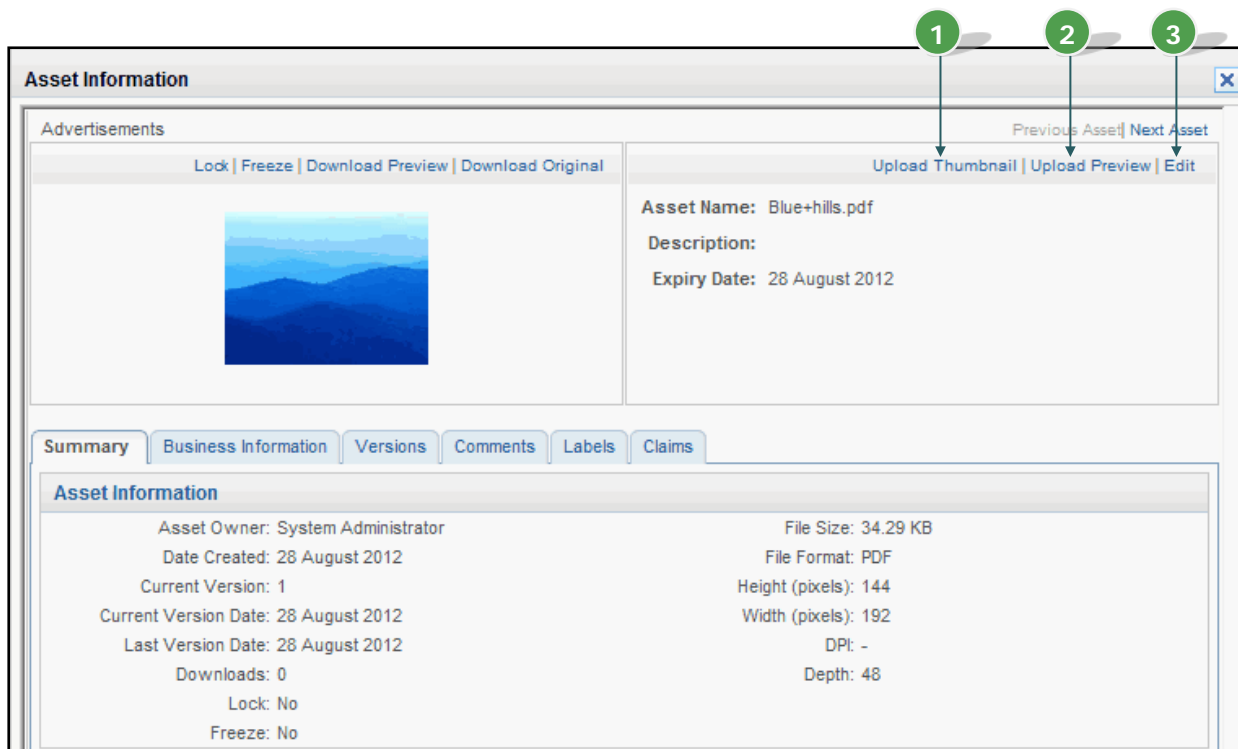 1 2 3
Asset Information
Advertisements
Previous Asset| Next Asset
Lock | Freeze | Download Preview | Download Original
Upload Thumbnail | Upload Preview | Edit
Asset Name: Blue+hills.pdf
Description:
Expiry Date: 28 August 2012
Summary Business Information Versions Comments Labels Claims
Asset Information
Asset Owner: System Administrator
Date Created: 28 August 2012
Current Version: 1
Current Version Date: 28 August 2012
Last Version Date: 28 August 2012
Downloads: 0
Lock: No
Freeze: No
File Size: 34.29 KB
File Format: PDF
Height (pixels): 144
Width (pixels): 192
DPI: -
Depth: 48